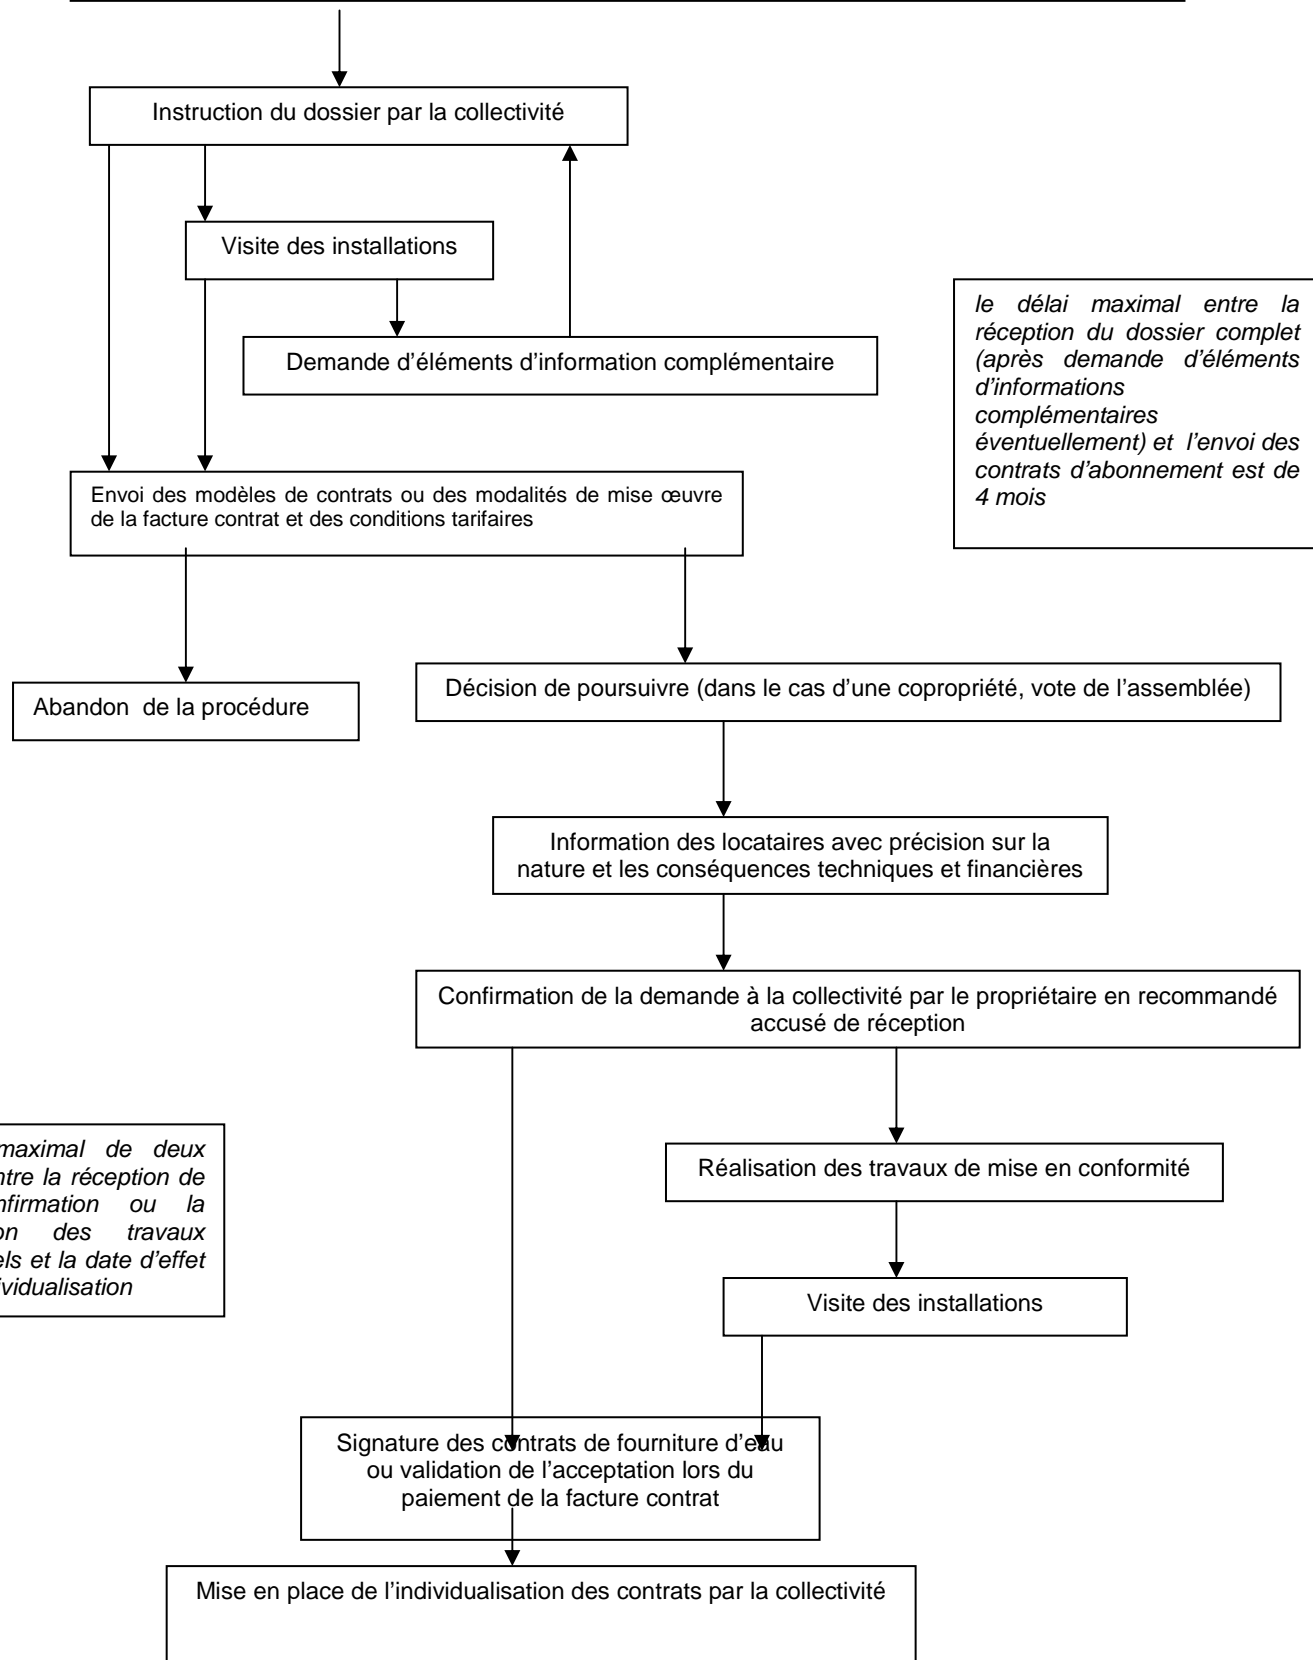 Instruction du dossier par la collectivité
Visite des installations
Demande d'éléments d'information complémentaire
le délai maximal entre la
réception du dossier complet
(après demande d'éléments
d'informations
complémentaires
éventuellement) et l'envoi des
contrats d'abonnement est de
4 mois
Envoi des modèles de contrats ou des modalités de mise œuvre
de la facture contrat et des conditions tarifaires
Abandon de la procédure
Décision de poursuivre (dans le cas d'une copropriété, vote de l'assemblée)
Information des locataires avec précision sur la
nature et les conséquences techniques et financières
Confirmation de la demande à la collectivité par le propriétaire en recommandé
accusé de réception
maximal de deux
la réception de
ou la
des travaux
et la date d'effet
Réalisation des travaux de mise en conformité
Visite des installations
Signature des contrats de fourniture d'eau
ou validation de l'acceptation lors du
paiement de la facture contrat
Mise en place de l'individualisation des contrats par la collectivité